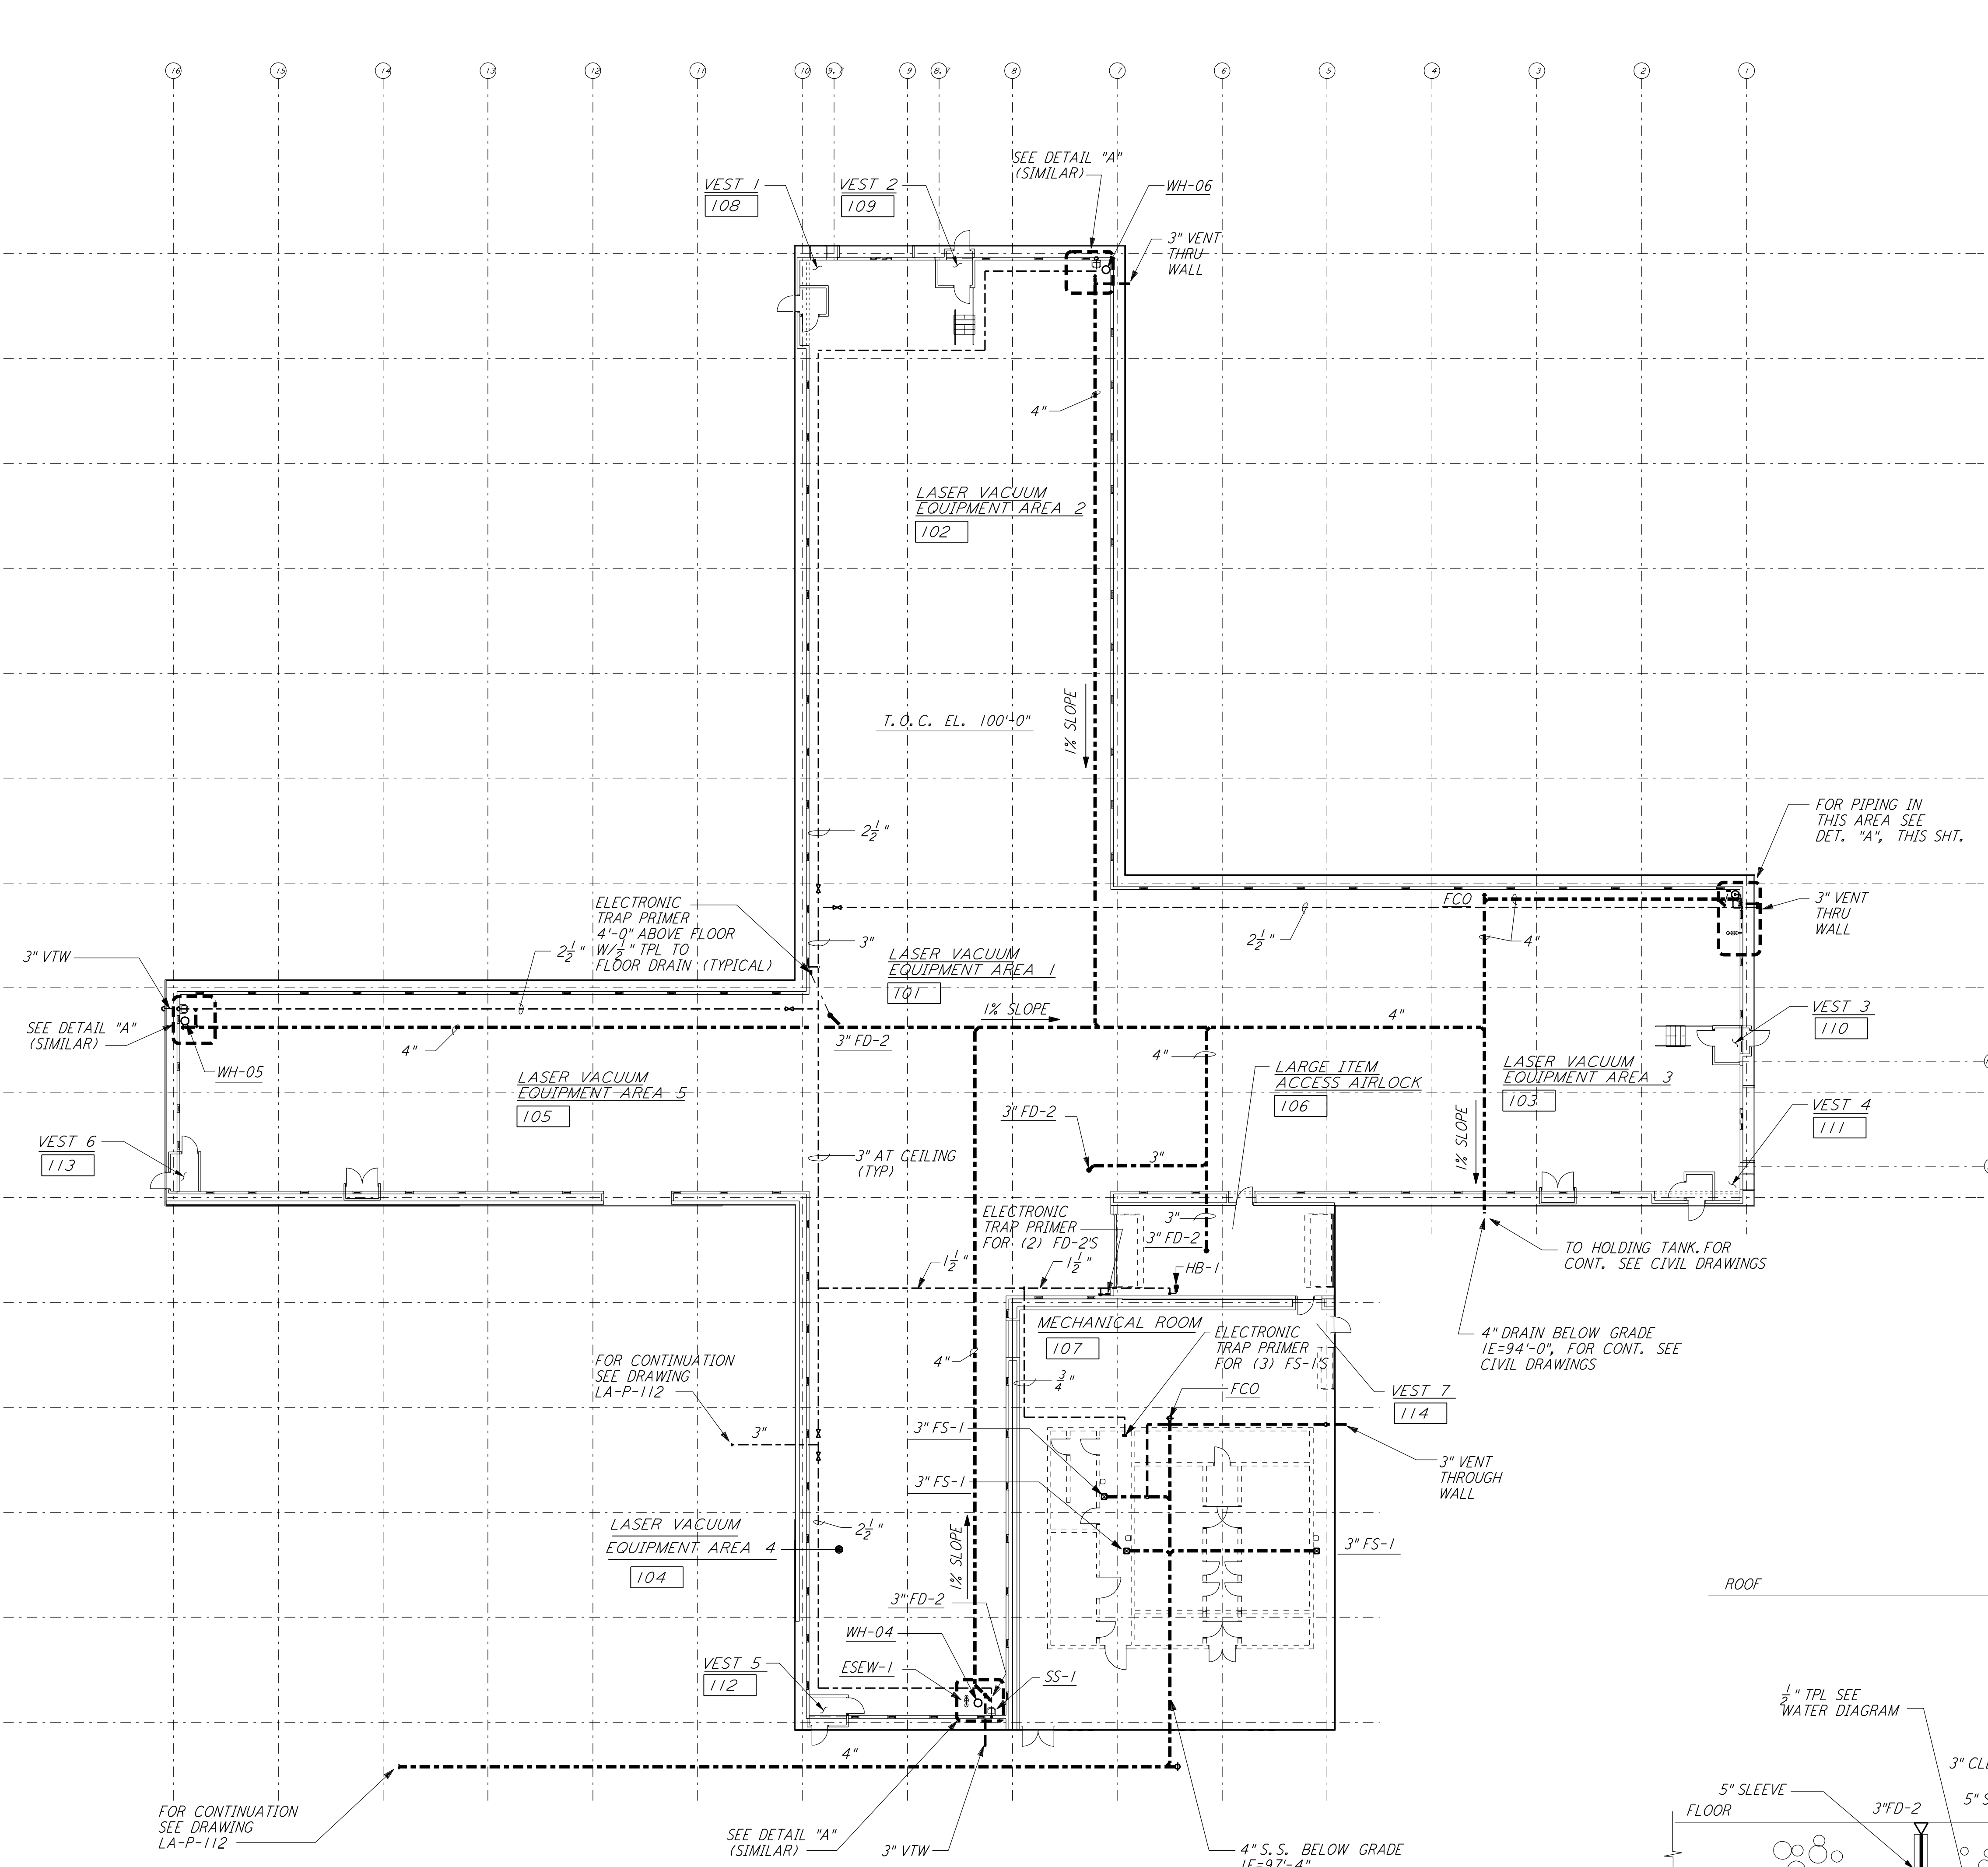 16
15
14
13
12
11
10
9.7
9
8.7
8
7
6
5
4
3
2
1
SEE DETAIL "A"
(SIMILAR)
VEST 1
108
VEST 2
109
WH-06
3" VENT
THRU
WALL
4"
LASER VACUUM
EQUIPMENT AREA 2
102
1% SLOPE
T.O.C. EL. 100'-0"
2 1/2"
FOR PIPING IN
THIS AREA SEE
DET. "A", THIS SHT.
ELECTRONIC
TRAP PRIMER
4'-0" ABOVE FLOOR
W/ 1/2" TPL TO
FLOOR DRAIN (TYPICAL)
2 1/2"
3"
FCO
3" VENT
THRU
WALL
2 1/2"
4"
3" VTW
LASER VACUUM
EQUIPMENT AREA 1
101
1% SLOPE
4"
SEE DETAIL "A"
(SIMILAR)
4"
3" FD-2
WH-05
4"
VEST 3
110
LASER VACUUM
EQUIPMENT AREA 5
105
LARGE ITEM
ACCESS AIRLOCK
106
LASER VACUUM
EQUIPMENT AREA 3
103
3" FD-2
VEST 4
111
1% SLOPE
VEST 6
113
3" AT CEILING
(TYP)
3"
ELECTRONIC
TRAP PRIMER
FOR (2) FD-2'S
3"
3" FD-2
TO HOLDING TANK. FOR
CONT. SEE CIVIL DRAWINGS
1 1/2"
1 1/2"
HB-1
MECHANICAL ROOM
107
ELECTRONIC
TRAP PRIMER
FOR (3) FS-1'S
4" DRAIN BELOW GRADE
IE=94'-0", FOR CONT. SEE
CIVIL DRAWINGS
FOR CONTINUATION
SEE DRAWING
LA-P-112
4"
3/4"
FCO
VEST 7
114
3"
3" FS-1
3" VENT
THROUGH
WALL
3" FS-1
LASER VACUUM
EQUIPMENT AREA 4
104
2 1/2"
1% SLOPE
3" FS-1
ROOF
3" FD-2
WH-04
ESEW-1
SS-1
VEST 5
112
1/2" TPL SEE
WATER DIAGRAM
4"
FOR CONTINUATION
SEE DRAWING
LA-P-112
SEE DETAIL "A"
(SIMILAR)
3" VTW
4" S.S. BELOW GRADE
IE=97'-4"
5" SLEEVE
FLOOR
3"FD-2